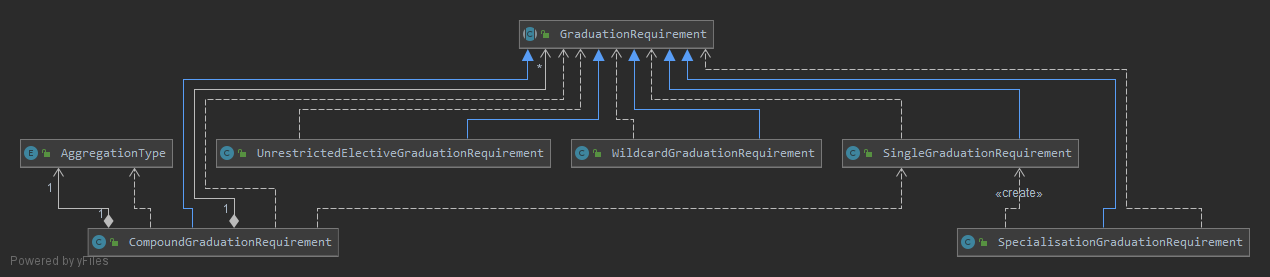 GraduationRequirement
*
AggregationType
UnrestrictedElectiveGraduationRequirement
WildcardGraduationRequirement
SingleGraduationRequirement
1
«create»
1
1
CompoundGraduationRequirement
SpecialisationGraduationRequirement
Powered by yFiles